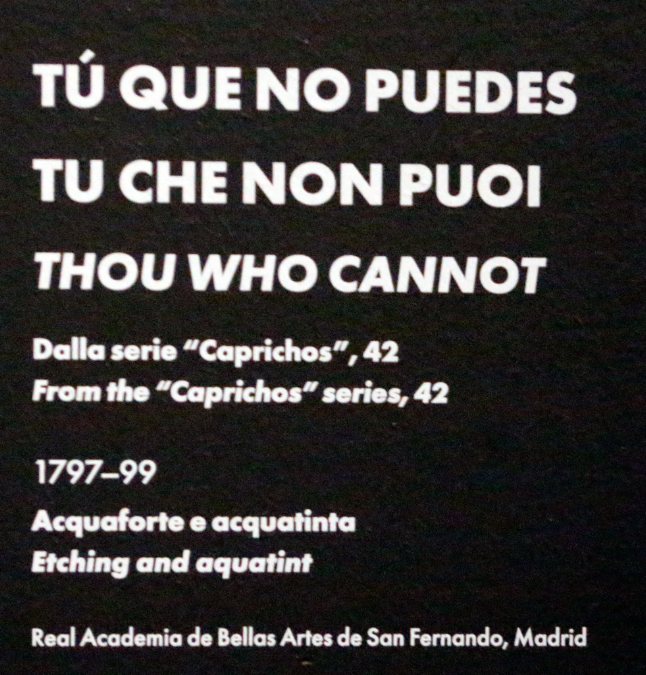 TÚ QUE NO PUEDES
TU CHE NON PUOI
THOU WHO CANNOT
Dalla serie “Caprichos”, 42
From the “Caprichos” series, 42
1797–99
Acquaforte e acquatinta
Etching and aquatint
Real Academia de Bellas Artes de San Fernando, Madrid